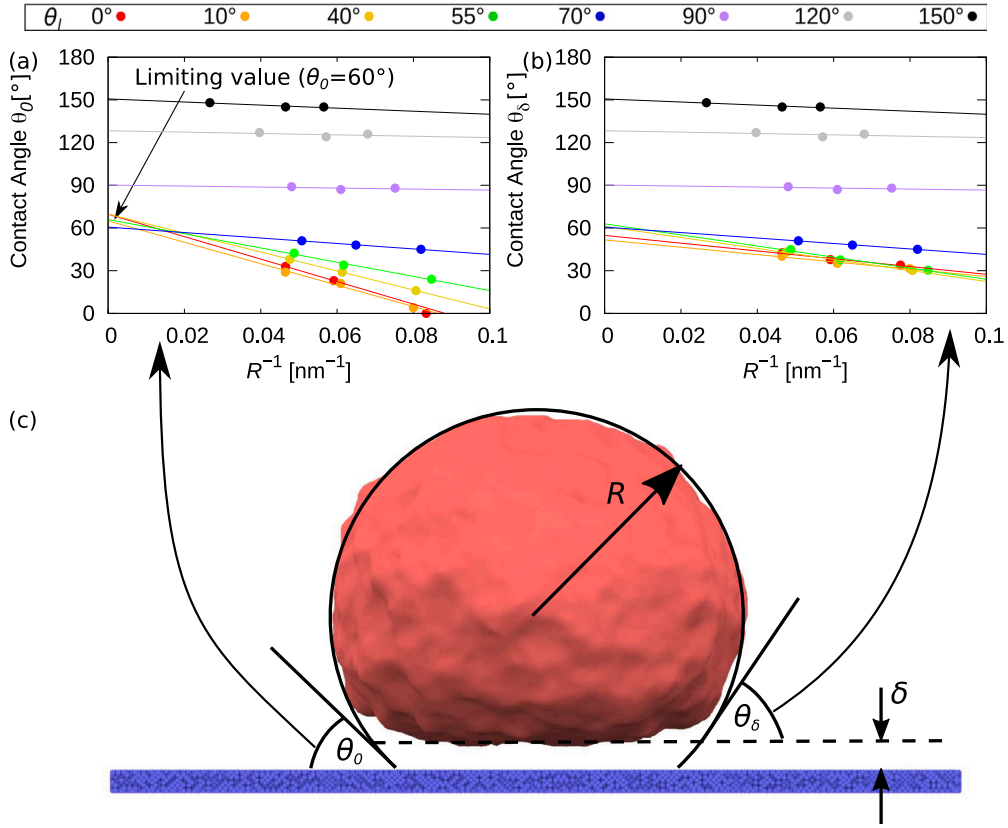 θl 0° 10° 40° 55° 70° 90° 120° 150°
(a)
Limiting value (θ0=60°)
Contact Angle θ0[°]
180
150
120
90
60
30
0
0 0.02 0.04 0.06 0.08 0.1
R−1 [nm−1]
(b)
Contact Angle θδ [°]
180
150
120
90
60
30
0
0 0.02 0.04 0.06 0.08 0.1
R−1 [nm−1]
(c)
R
θ0
θδ
δ